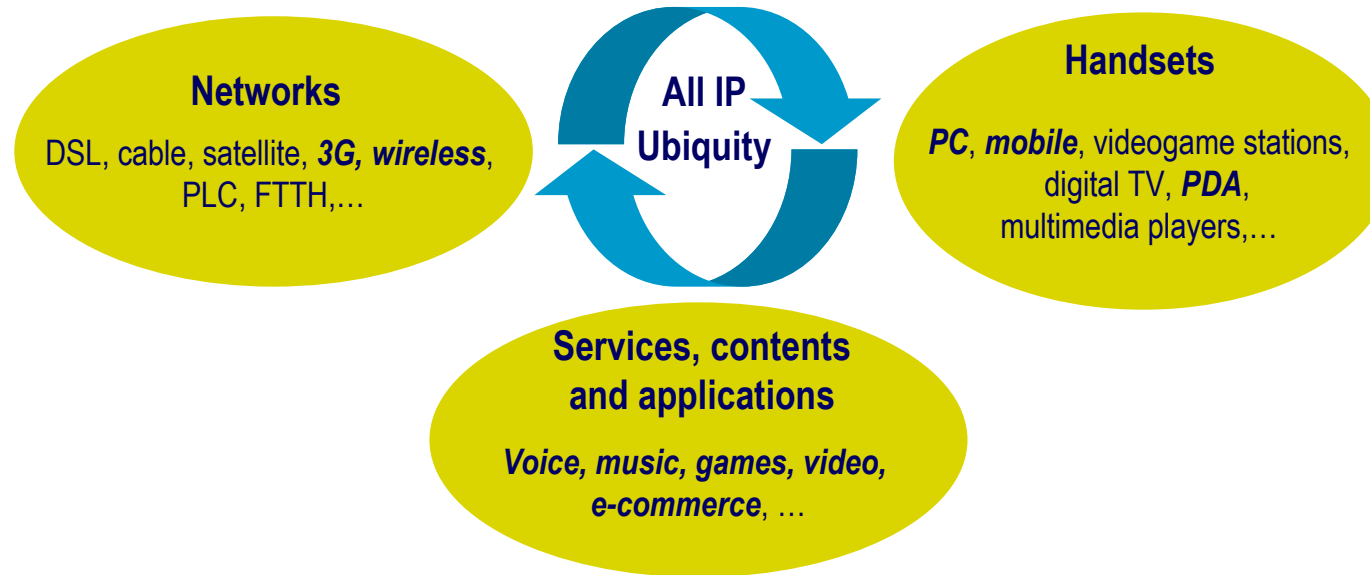 Networks
DSL, cable, satellite, 3G, wireless,
PLC, FTTH,…
All IP
Ubiquity
Handsets
PC, mobile, videogame stations,
digital TV, PDA,
multimedia players,…
Services, contents
and applications
Voice, music, games, video,
e-commerce, …